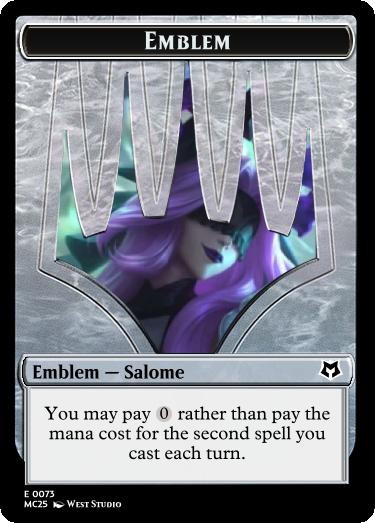 Emblem
Emblem — Salome
You may pay 0 rather than pay the
mana cost for the second spell you
cast each turn.
E 0073
MC25 West Studio